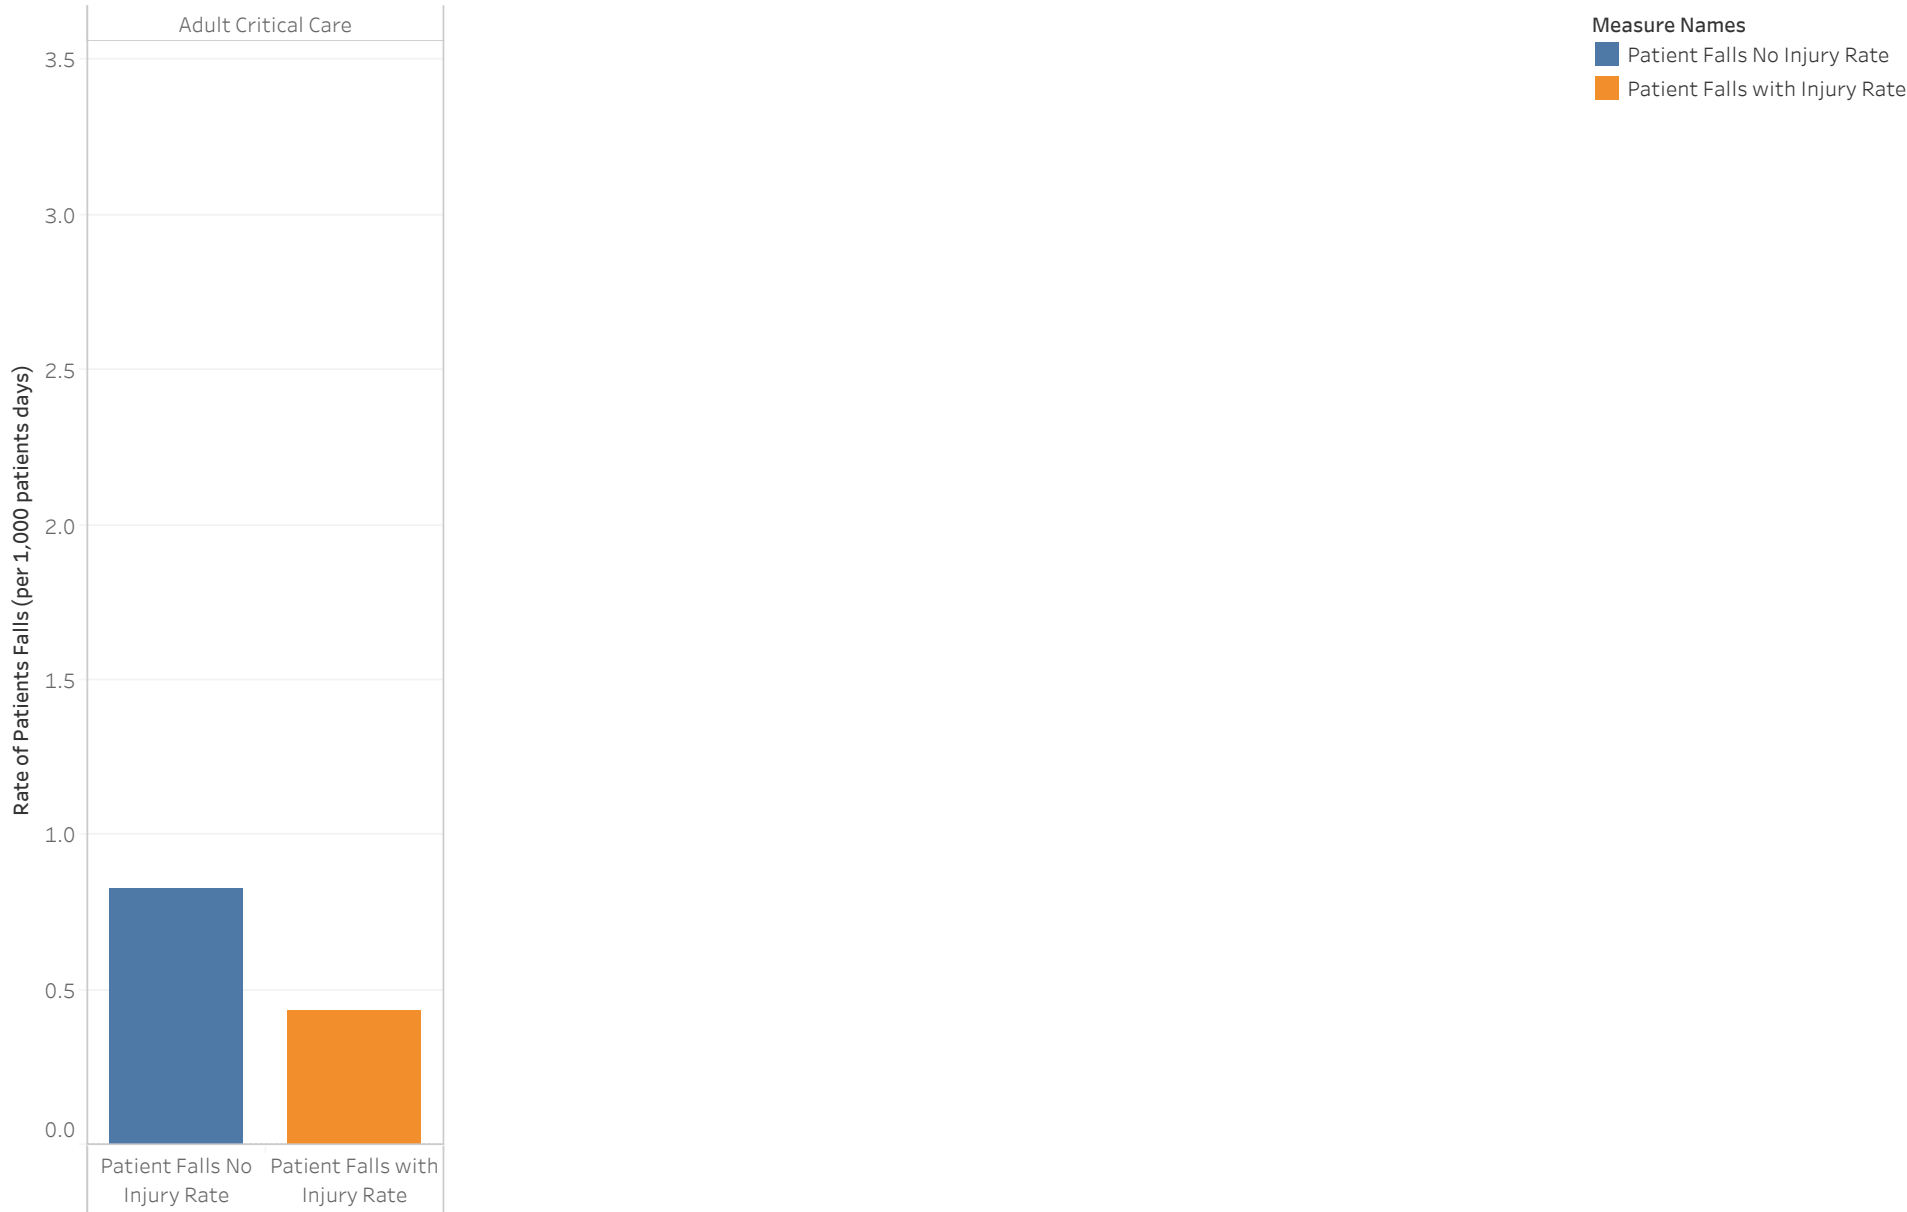 Adult Critical Care
Measure Names
Patient Falls No Injury Rate
Patient Falls with Injury Rate
Rate of Patients Falls (per 1,000 patients days)
3.5
3.0
2.5
2.0
1.5
1.0
0.5
0.0
Patient Falls No
Injury Rate
Patient Falls with
Injury Rate